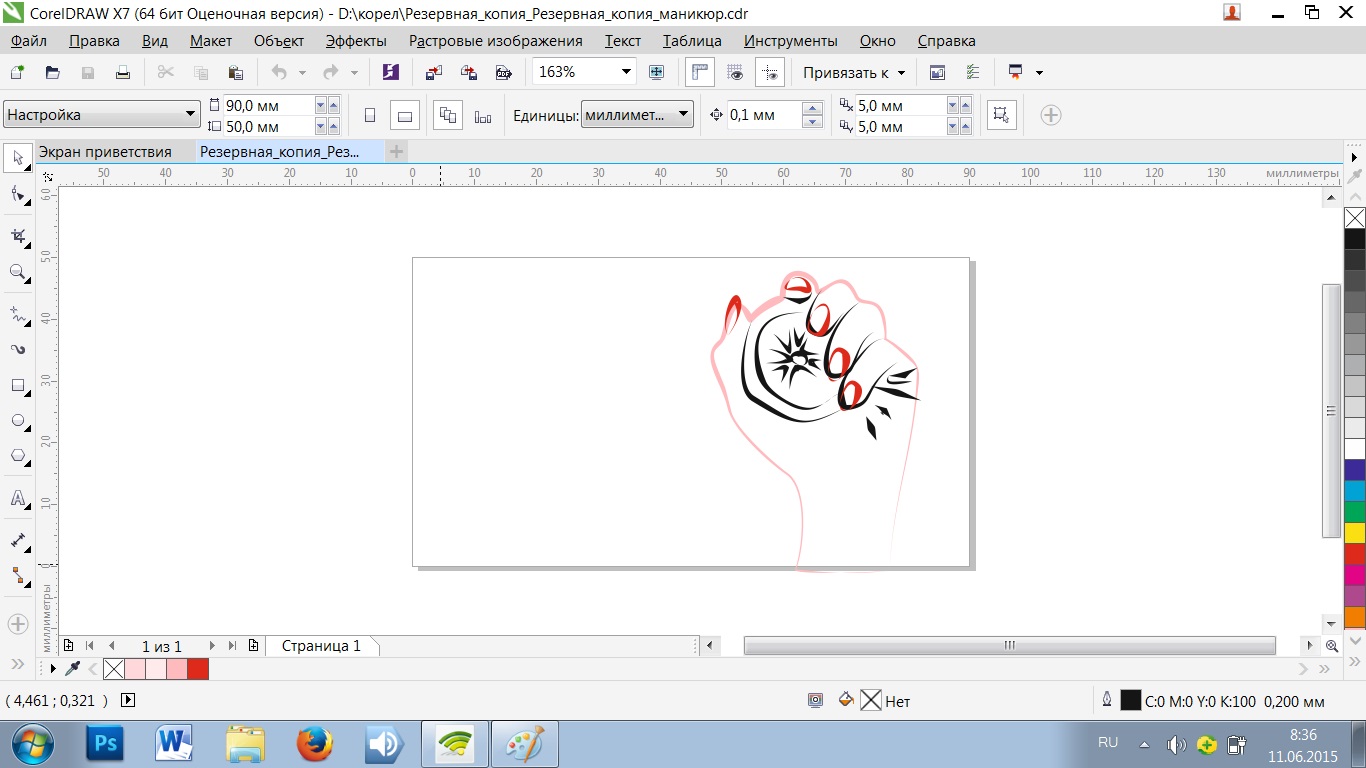 CorelDRAW X7 (64 бит Оценочная версия) - D:\корел\Резервная_копия_Резервная_копия_маникюр.cdr
Файл Правка Вид Макет Объект Эффекты Растровые изображения Текст Таблица Инструменты Окно Справка
163% Привязать к
Настройка 90,0 мм 50,0 мм Единицы: миллимет... 0,1 мм 5,0 мм 5,0 мм
Экран приветствия Резервная_копия_Рез...
50 40 30 20 10 0 10 20 30 40 50 60 70 80 90 100 110 120 130 миллиметры
60
50
40
30
20
10
0
миллиметры
1 из 1 Страница 1
( 4,461 ; 0,321 ) Нет C:0 M:0 Y:0 K:100 0,200 мм
Ps W RU 8:36
11.06.2015